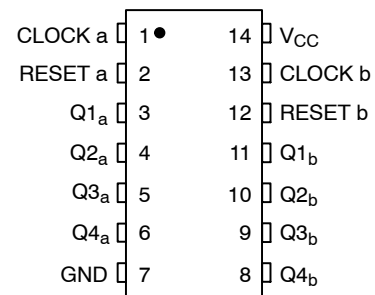 CLOCK a 1 14 VCC
RESET a 2 13 CLOCK b
Q1a 3 12 RESET b
Q2a 4 11 Q1b
Q3a 5 10 Q2b
Q4a 6 9 Q3b
GND 7 8 Q4b